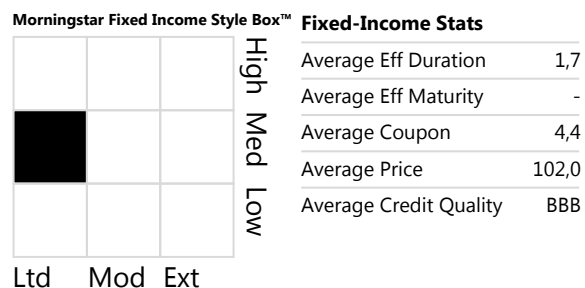 Morningstar Fixed Income Style Box™
High
Med
Low
Ltd Mod Ext
Fixed-Income Stats
Average Eff Duration 1,7
Average Eff Maturity -
Average Coupon 4,4
Average Price 102,0
Average Credit Quality BBB